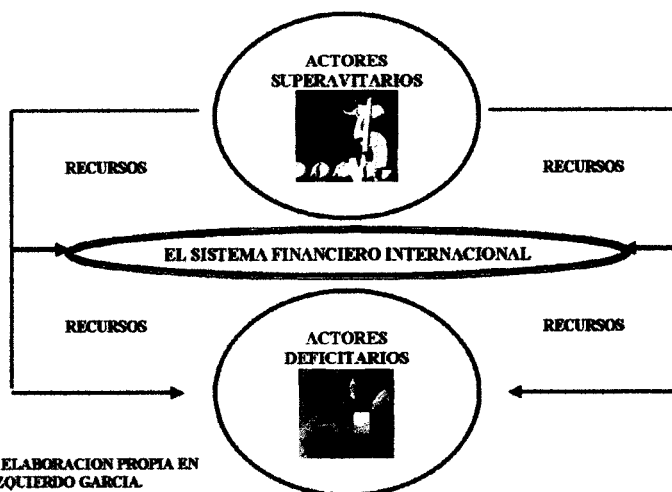 ACTORES
SUPERAVITARIOS
RECURSOS
RECURSOS
EL SISTEMA FINANCIERO INTERNACIONAL
RECURSOS
RECURSOS
ACTORES
DEFICITARIOS
ELABORACION PROPIA EN
ZQUIERDO GARCIA.